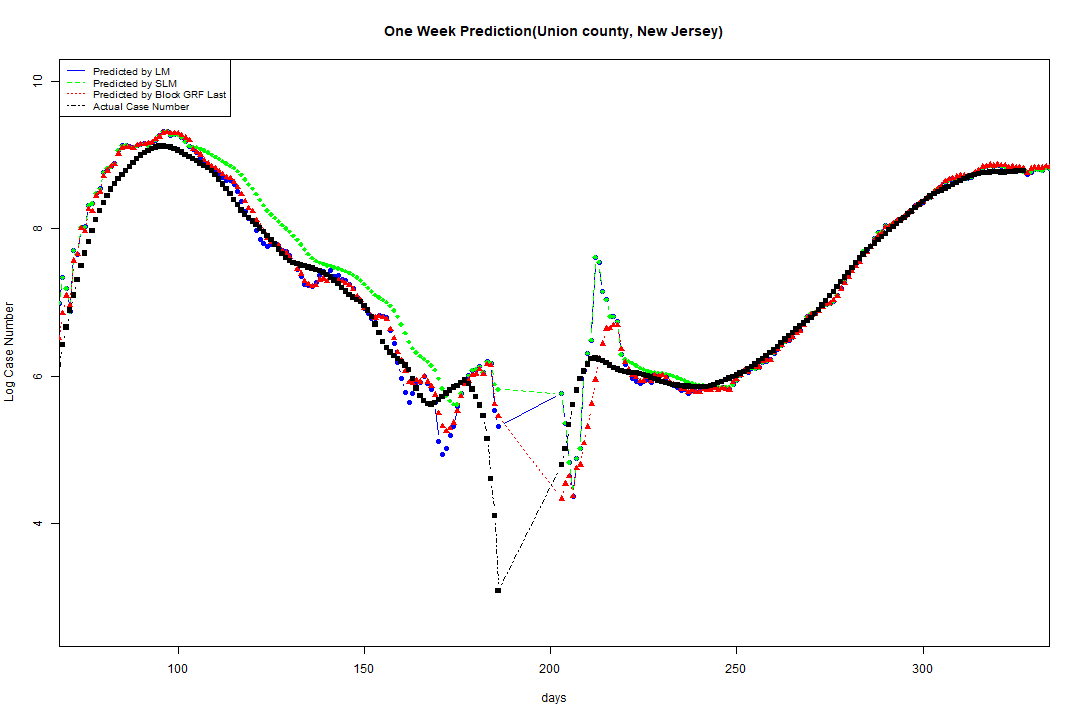 One Week Prediction(Union county, New Jersey)
Predicted by LM
Predicted by SLM
Predicted by Block GRF Last
Actual Case Number
10
8
6
4
Log Case Number
100 150 200 250 300
days